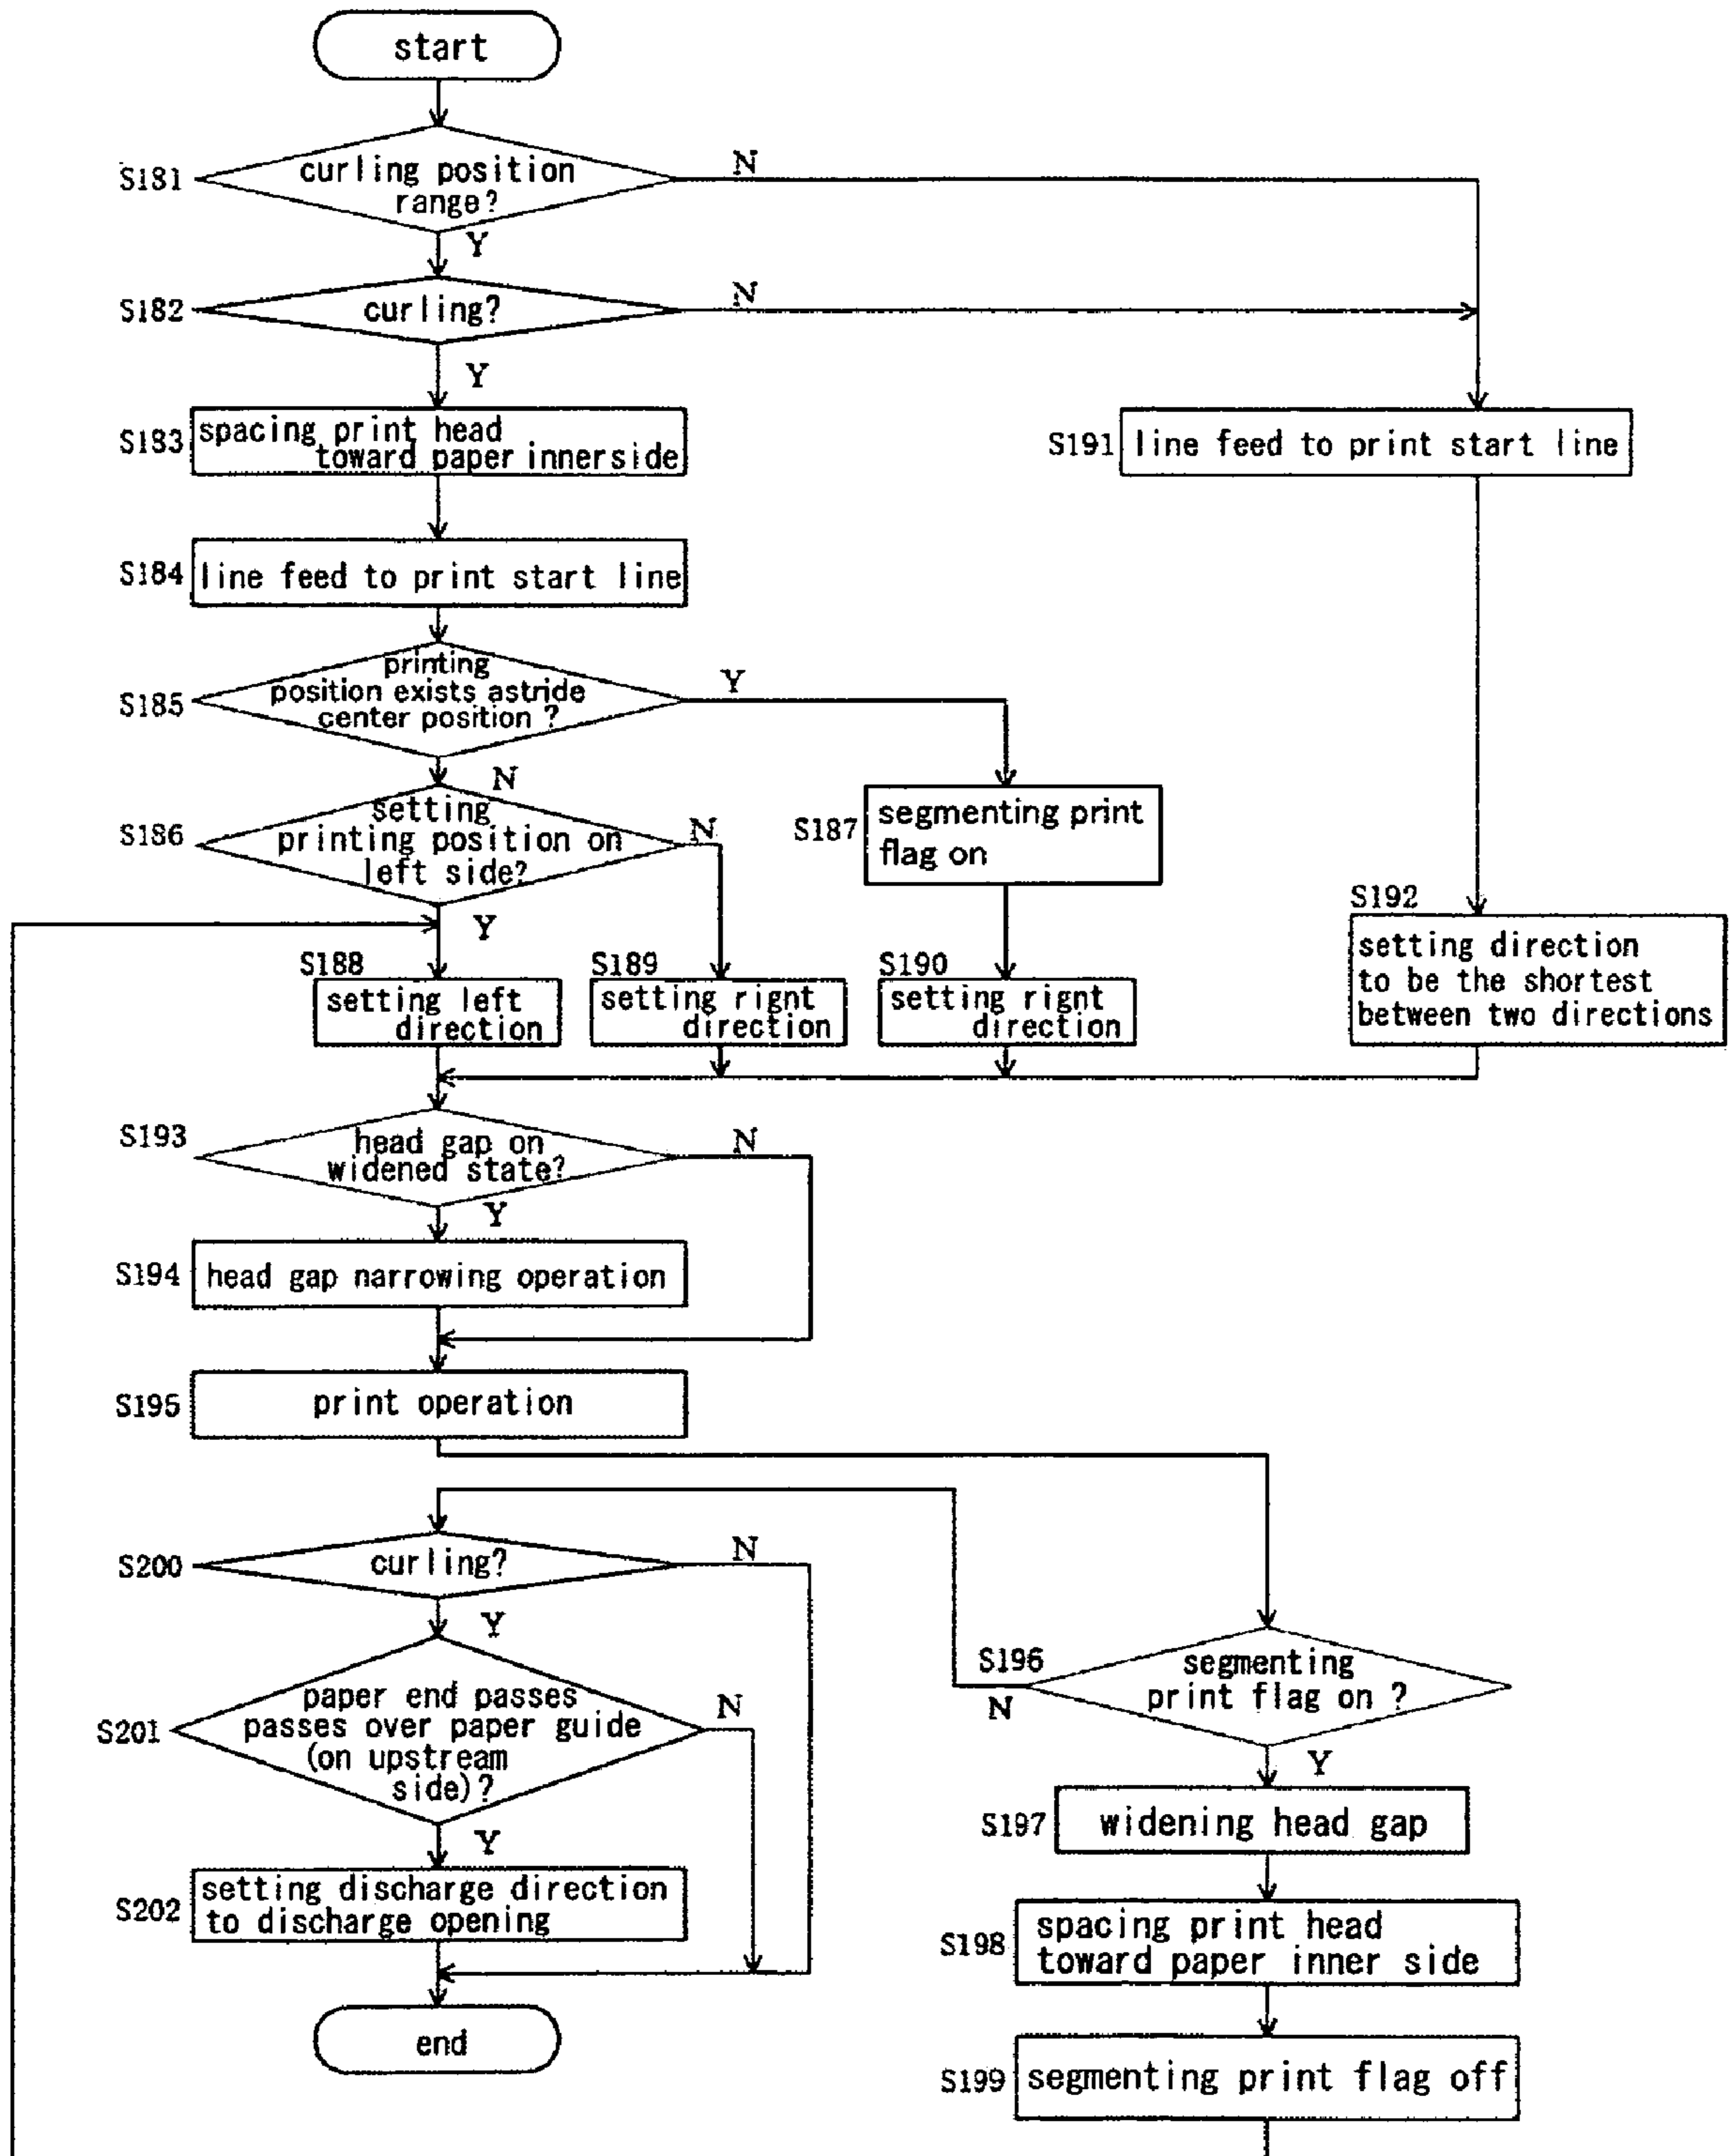 start
S181
curling position
range?
N
Y
S182
curling?
N
Y
S183
spacing print head
toward paper innerside
S191
line feed to print start line
S184
line feed to print start line
S185
printing
position exists astride
center position ?
Y
N
S186
setting
printing position on
left side?
N
Y
S187
segmenting print
flag on
S188
setting left
direction
S189
setting rignt
direction
S190
setting rignt
direction
S192
setting direction
to be the shortest
between two directions
S193
head gap on
widened state?
N
Y
S194
head gap narrowing operation
S195
print operation
S200
curling?
N
Y
S196
segmenting
print flag on ?
N
Y
S201
paper end passes
passes over paper guide
(on upstream
side)?
N
Y
S197
widening head gap
S202
setting discharge direction
to discharge opening
S198
spacing print head
toward paper inner side
end
S199
segmenting print flag off